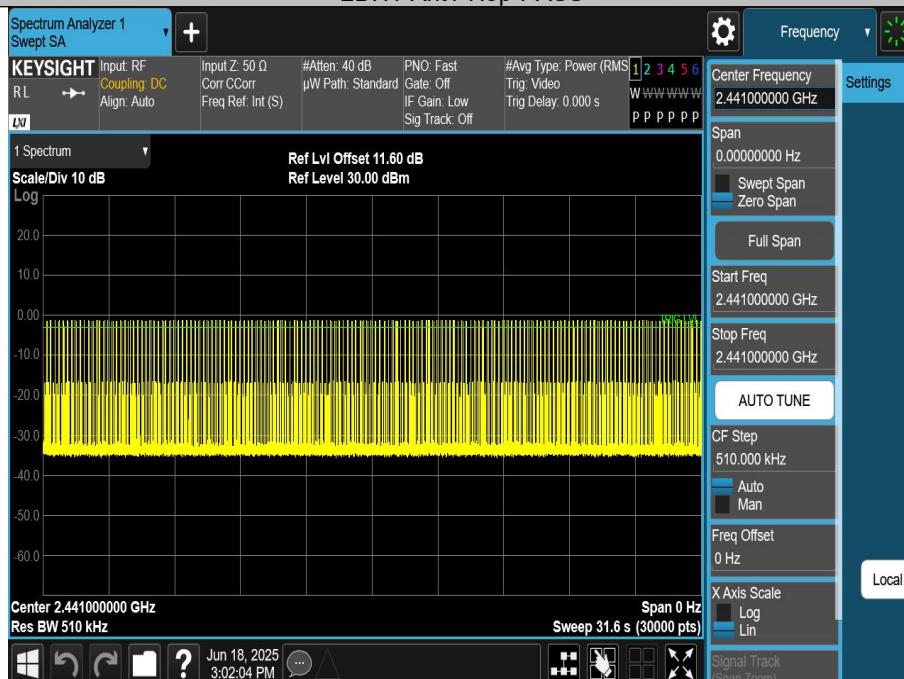 Spectrum Analyzer 1
Swept SA
+
Frequency
KEYSIGHT
RL
LXI
Input: RF
Coupling: DC
Align: Auto
Input Z: 50 Ω
Corr CCorr
Freq Ref: Int (S)
#Atten: 40 dB
µW Path: Standard
PNO: Fast
Gate: Off
IF Gain: Low
Sig Track: Off
#Avg Type: Power (RMS
Trig: Video
Trig Delay: 0.000 s
1 2 3 4 5 6
W W W W W W
P P P P P P
1 Spectrum
Scale/Div 10 dB
Log
Ref Lvl Offset 11.60 dB
Ref Level 30.00 dBm
20.0
10.0
0.00
-10.0
-20.0
-30.0
-40.0
-50.0
-60.0
TRIG LVL
Center 2.441000000 GHz
Res BW 510 kHz
Span 0 Hz
Sweep 31.6 s (30000 pts)
Center Frequency
2.441000000 GHz
Settings
Span
0.00000000 Hz
Swept Span
Zero Span
Full Span
Start Freq
2.441000000 GHz
Stop Freq
2.441000000 GHz
AUTO TUNE
CF Step
510.000 kHz
Auto
Man
Freq Offset
0 Hz
Local
X Axis Scale
Log
Lin
Signal Track
(Span Zoom)
?
Jun 18, 2025
3:02:04 PM